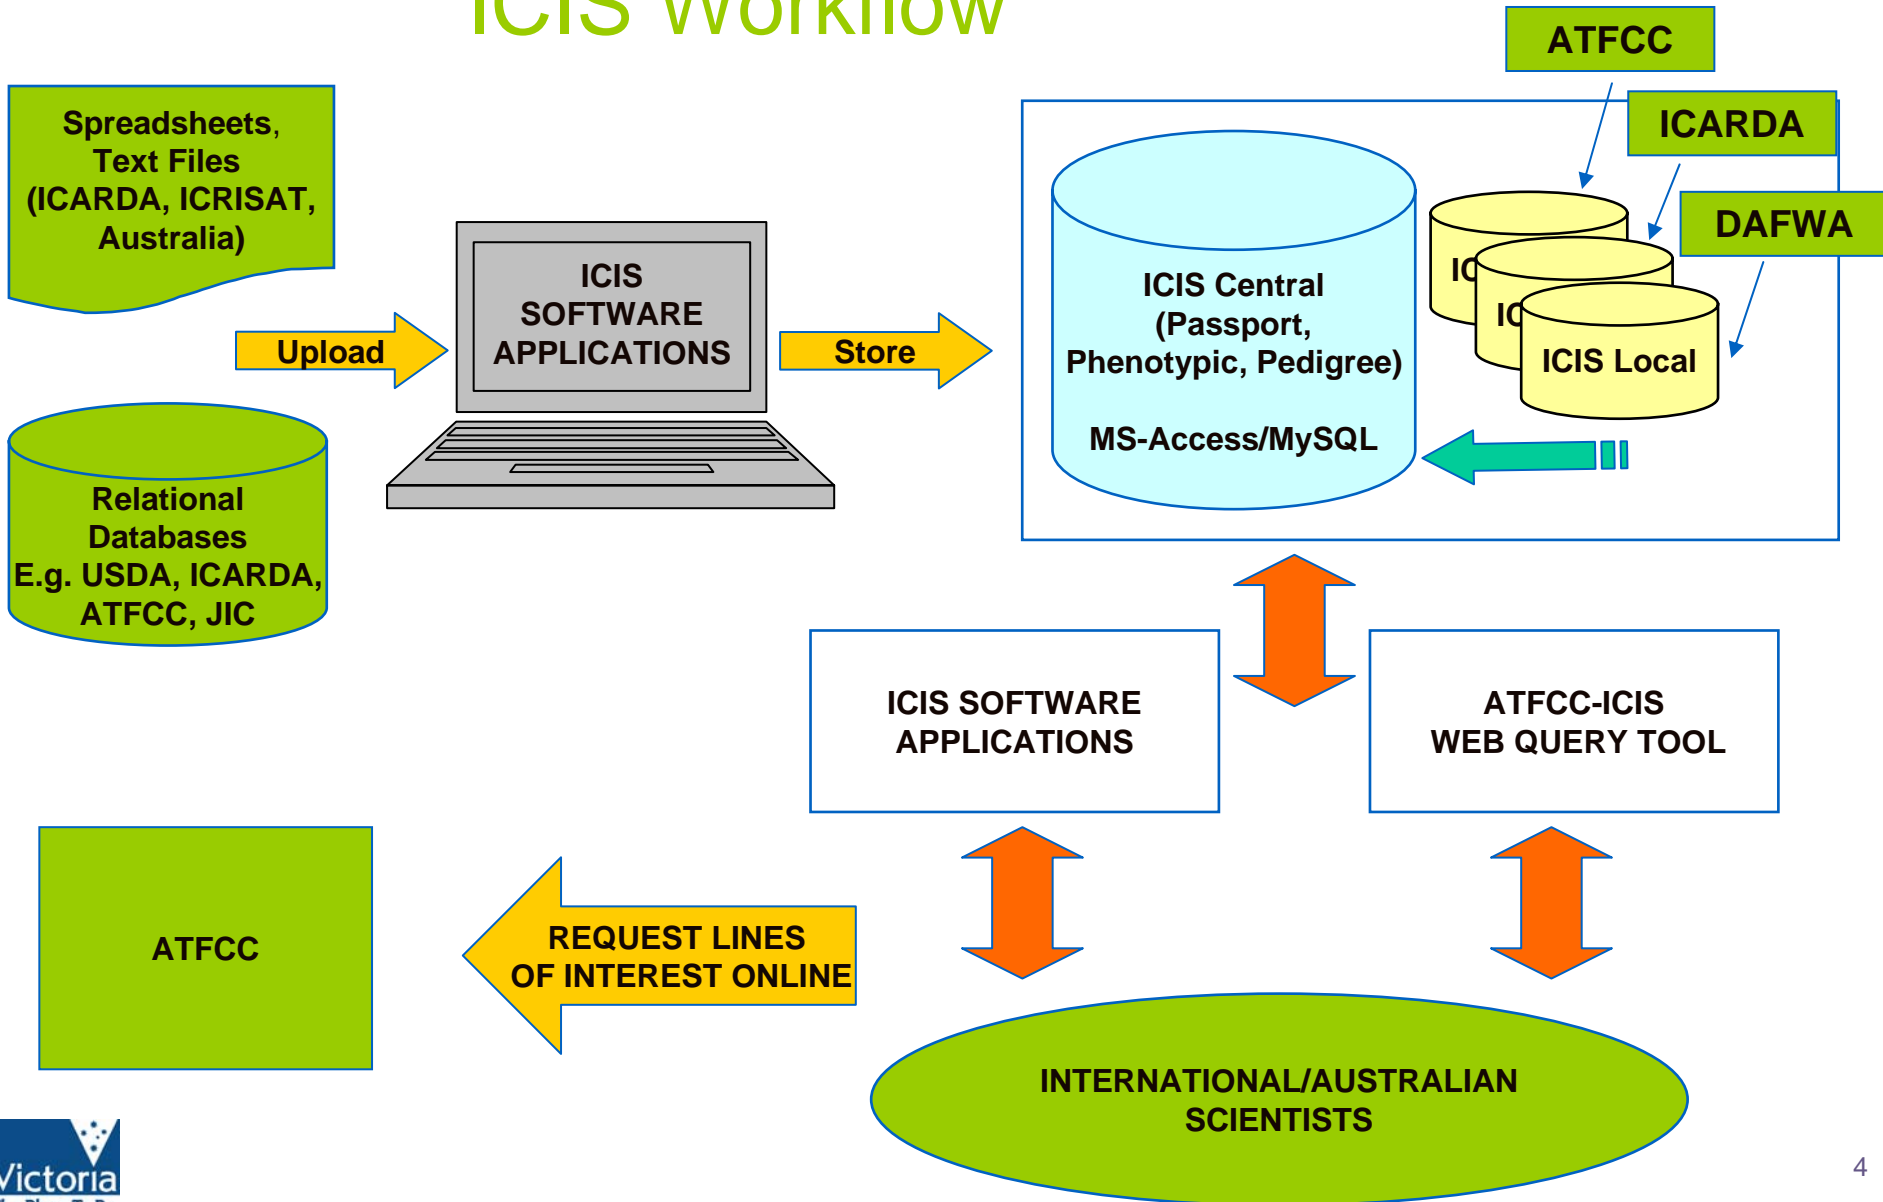 ICIS Workflow
ATFCC
ICARDA
DAFWA
Spreadsheets,
Text Files
(ICARDA, ICRISAT,
Australia)
Upload
ICIS
SOFTWARE
APPLICATIONS
Store
ICIS Central
(Passport,
Phenotypic, Pedigree)
MS-Access/MySQL
IC
IC
ICIS Local
Relational
Databases
E.g. USDA, ICARDA,
ATFCC, JIC
ICIS SOFTWARE
APPLICATIONS
ATFCC-ICIS
WEB QUERY TOOL
ATFCC
REQUEST LINES
OF INTEREST ONLINE
INTERNATIONAL/AUSTRALIAN
SCIENTISTS
Victoria
4